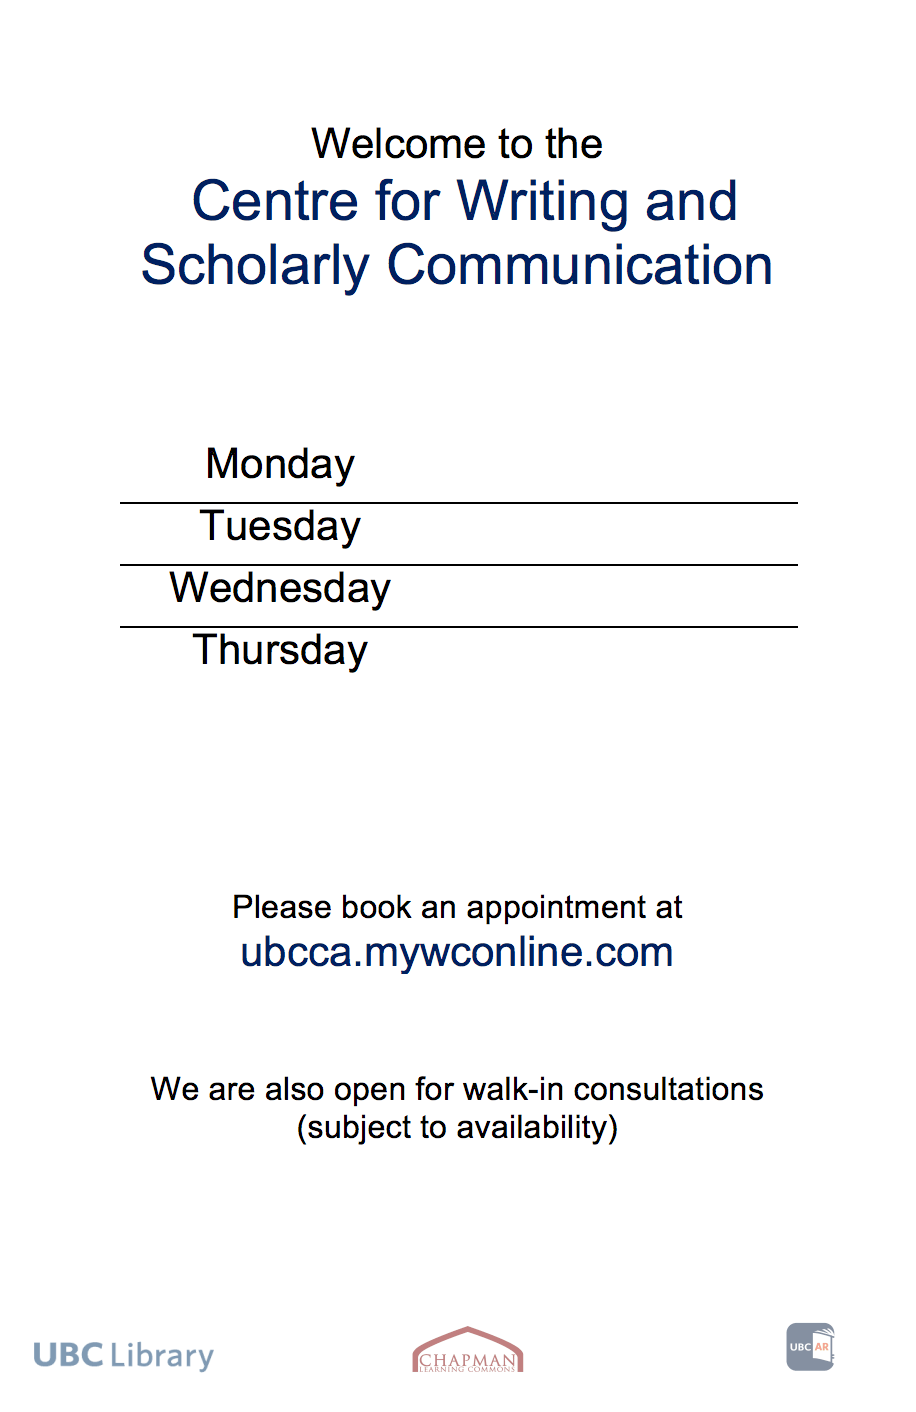 Welcome to the
Centre for Writing and
Scholarly Communication
Monday
Tuesday
Wednesday
Thursday
Please book an appointment at
ubcca.mywconline.com
We are also open for walk-in consultations
(subject to availability)
UBC Library
CHAPMAN
LEARNING COMMONS
UBC AR